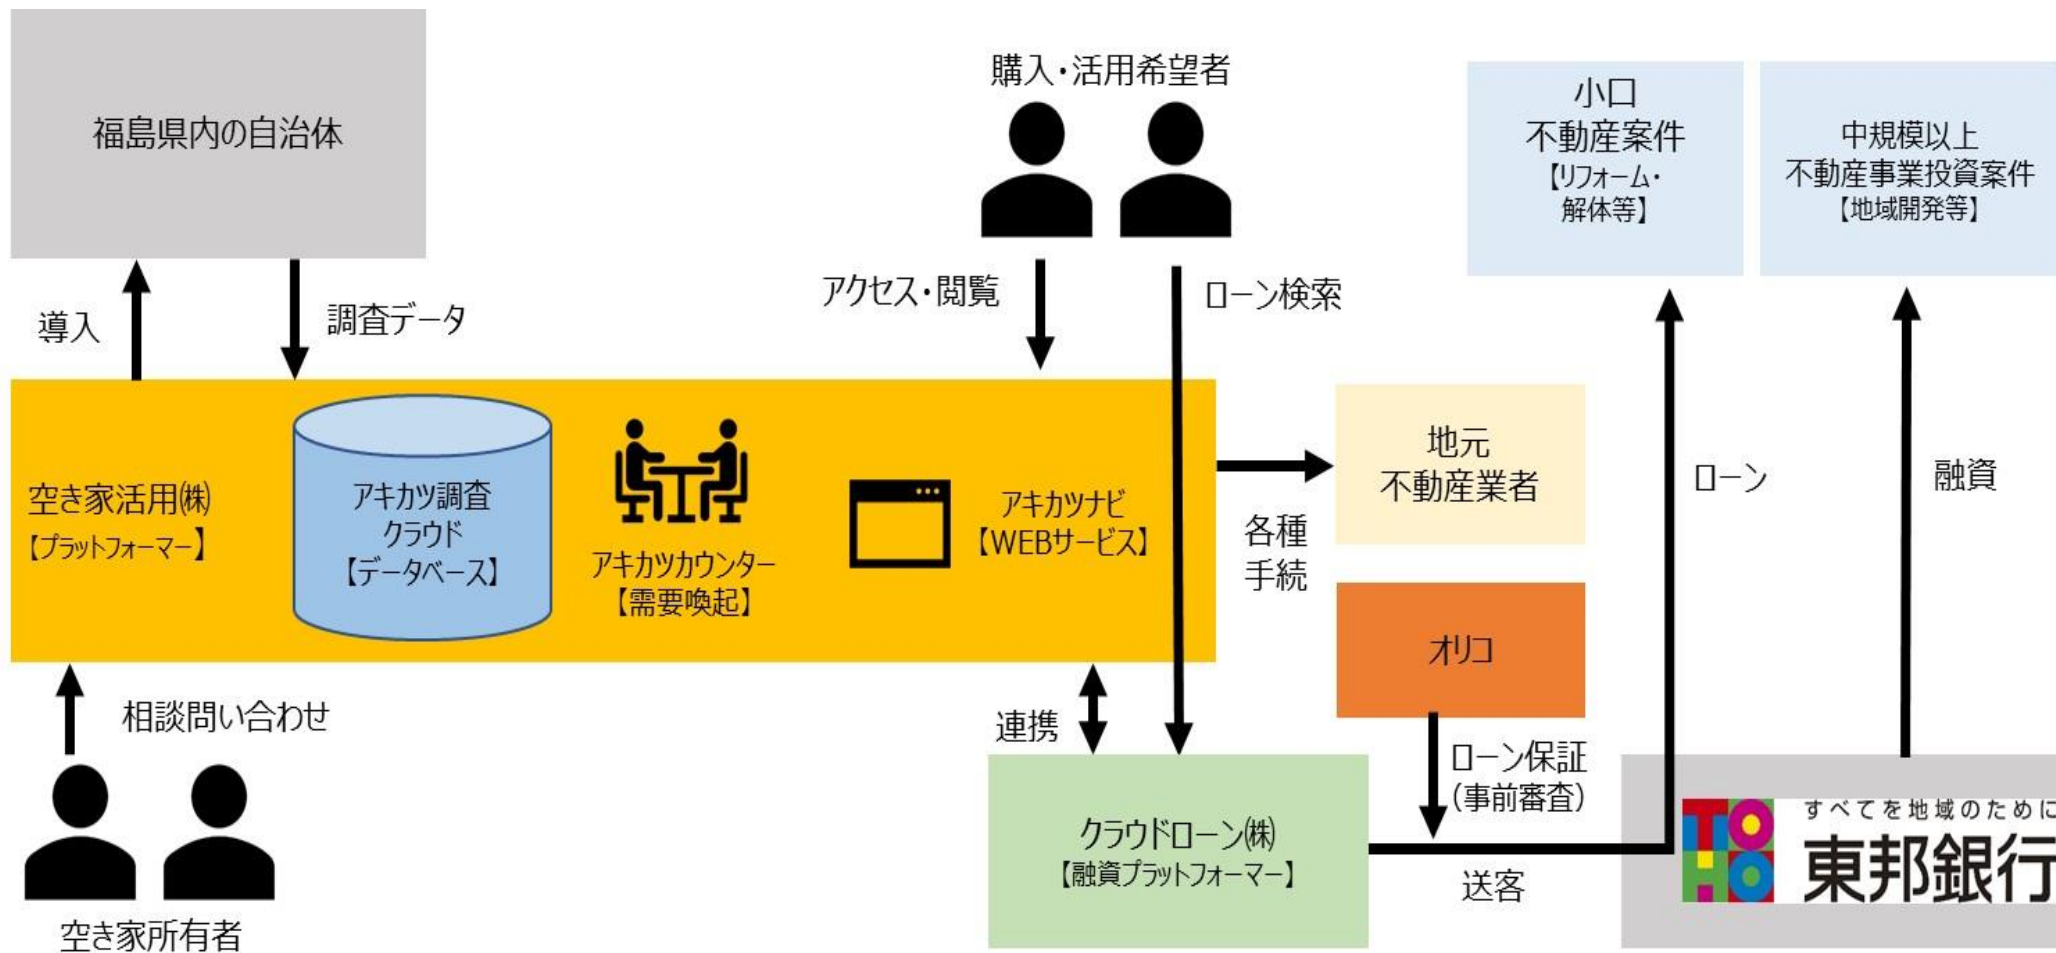 福島県内の自治体
導入
調査データ
購入・活用希望者
アクセス・閲覧
ローン検索
小口
不動産案件
【リフォーム・
解体等】
中規模以上
不動産事業投資案件
【地域開発等】
空き家活用㈱
【プラットフォーマー】
アキカツ調査
クラウド
【データベース】
アキカツカウンター
【需要喚起】
アキカツナビ
【WEBサービス】
各種
手続
地元
不動産業者
ローン
融資
オリコ
ローン保証
（事前審査）
相談問い合わせ
空き家所有者
連携
クラウドローン㈱
【融資プラットフォーマー】
送客
TOHO
すべてを地域のために
東邦銀行